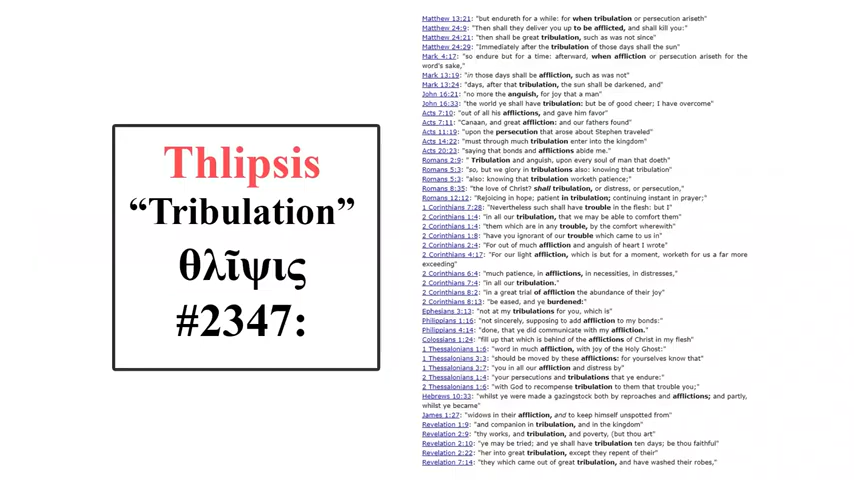 Thlipsis
“Tribulation”
θλῖψις
#2347:
Matthew 13:21: "but endureth for a while: for when tribulation or persecution ariseth"
Matthew 24:9: "Then shall they deliver you up to be afflicted, and shall kill you:"
Matthew 24:21: "then shall be great tribulation, such as was not since"
Matthew 24:29: "Immediately after the tribulation of those days shall the sun"
Mark 4:17: "so endure but for a time: afterward, when affliction or persecution ariseth for the
word's sake,"
Mark 13:19: "in those days shall be affliction, such as was not"
Mark 13:24: "days, after that tribulation, the sun shall be darkened, and"
John 16:21: "no more the anguish, for joy that a man"
John 16:33: "the world ye shall have tribulation: but be of good cheer; I have overcome"
Acts 7:10: "out of all his afflictions, and gave him favor"
Acts 7:11: "Canaan, and great affliction: and our fathers found"
Acts 11:19: "upon the persecution that arose about Stephen traveled"
Acts 14:22: "must through much tribulation enter into the kingdom"
Acts 20:23: "saying that bonds and afflictions abide me."
Romans 2:9: " Tribulation and anguish, upon every soul of man that doeth"
Romans 5:3: "so, but we glory in tribulations also: knowing that tribulation"
Romans 5:3: "also: knowing that tribulation worketh patience;"
Romans 8:35: "the love of Christ? shall tribulation, or distress, or persecution,"
Romans 12:12: "Rejoicing in hope; patient in tribulation; continuing instant in prayer;"
1 Corinthians 7:28: "Nevertheless such shall have trouble in the flesh: but I"
2 Corinthians 1:4: "in all our tribulation, that we may be able to comfort them"
2 Corinthians 1:4: "them which are in any trouble, by the comfort wherewith"
2 Corinthians 1:8: "have you ignorant of our trouble which came to us in"
2 Corinthians 2:4: "For out of much affliction and anguish of heart I wrote"
2 Corinthians 4:17: "For our light affliction, which is but for a moment, worketh for us a far more
exceeding"
2 Corinthians 6:4: "much patience, in afflictions, in necessities, in distresses,"
2 Corinthians 7:4: "in all our tribulation."
2 Corinthians 8:2: "in a great trial of affliction the abundance of their joy"
2 Corinthians 8:13: "be eased, and ye burdened:"
Ephesians 3:13: "not at my tribulations for you, which is"
Philippians 1:16: "not sincerely, supposing to add affliction to my bonds:"
Philippians 4:14: "done, that ye did communicate with my affliction."
Colossians 1:24: "fill up that which is behind of the afflictions of Christ in my flesh"
1 Thessalonians 1:6: "word in much affliction, with joy of the Holy Ghost:"
1 Thessalonians 3:3: "should be moved by these afflictions: for yourselves know that"
1 Thessalonians 3:7: "you in all our affliction and distress by"
2 Thessalonians 1:4: "your persecutions and tribulations that ye endure:"
2 Thessalonians 1:6: "with God to recompense tribulation to them that trouble you;"
Hebrews 10:33: "whilst ye were made a gazingstock both by reproaches and afflictions; and partly,
whilst ye became"
James 1:27: "widows in their affliction, and to keep himself unspotted from"
Revelation 1:9: "and companion in tribulation, and in the kingdom"
Revelation 2:9: "thy works, and tribulation, and poverty, (but thou art"
Revelation 2:10: "ye may be tried; and ye shall have tribulation ten days; be thou faithful"
Revelation 2:22: "her into great tribulation, except they repent of their"
Revelation 7:14: "they which came out of great tribulation, and have washed their robes,"